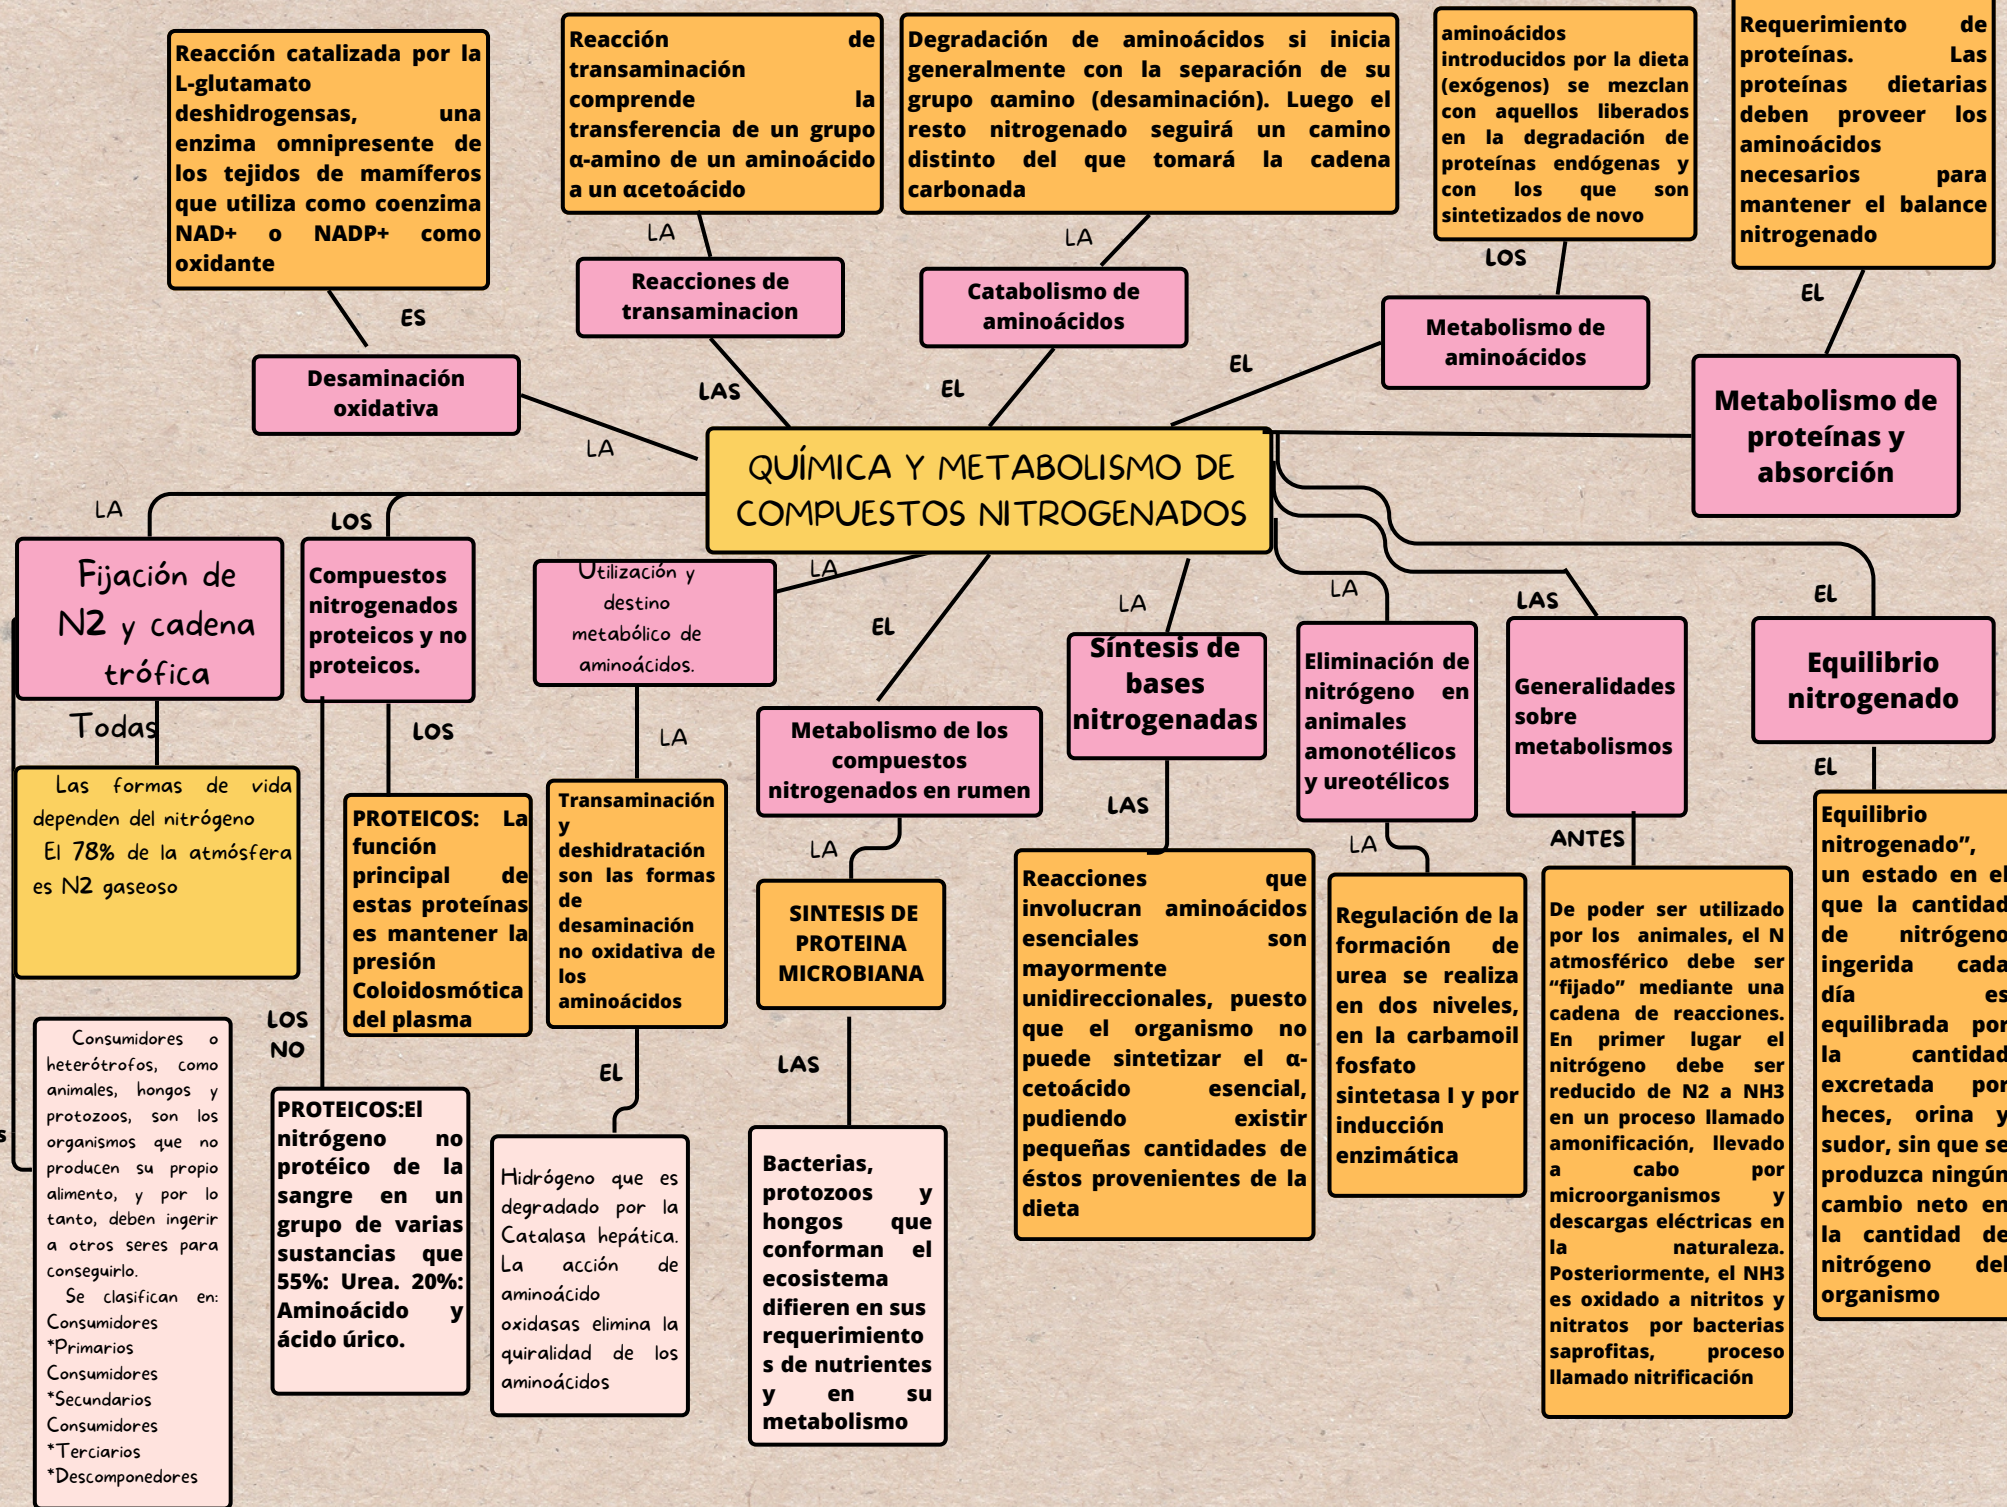 Reacción catalizada por la
L-glutamato
deshidrogensas, una
enzima omnipresente de
los tejidos de mamíferos
que utiliza como coenzima
NAD+ o NADP+ como
oxidante
Reacción de
transaminación
comprende la
transferencia de un grupo
α-amino de un aminoácido
a un αcetoácido
Degradación de aminoácidos si inicia
generalmente con la separación de su
grupo αamino (desaminación). Luego el
resto nitrogenado seguirá un camino
distinto del que tomará la cadena
carbonada
aminoácidos
introducidos por la dieta
(exógenos) se mezclan
con aquellos liberados
en la degradación de
proteínas endógenas y
con los que son
sintetizados de novo
Requerimiento de
proteínas. Las
proteínas dietarias
deben proveer los
aminoácidos
necesarios para
mantener el balance
nitrogenado
ES
LA
LA
LOS
EL
Desaminación
oxidativa
Reacciones de
transaminacion
Catabolismo de
aminoácidos
Metabolismo de
aminoácidos
Metabolismo de
proteínas y
absorción
LA
LAS
EL
EL
QUÍMICA Y METABOLISMO DE
COMPUESTOS NITROGENADOS
LA
LOS
LA
EL
LA
LA
LAS
EL
Fijación de
N2 y cadena
trófica
Compuestos
nitrogenados
proteicos y no
proteicos.
Utilización y
destino
metabólico de
aminoácidos.
Metabolismo de los
compuestos
nitrogenados en rumen
Síntesis de
bases
nitrogenadas
Eliminación de
nitrógeno en
animales
amonotélicos
y ureotélicos
Generalidades
sobre
metabolismos
Equilibrio
nitrogenado
Todas
LOS
LA
LA
LAS
LA
ANTES
EL
Las formas de vida
dependen del nitrógeno
El 78% de la atmósfera
es N2 gaseoso
PROTEICOS: La
función
principal de
estas proteínas
es mantener la
presión
Coloidosmótica
del plasma
Transaminación
y
deshidratación
son las formas
de
desaminación
no oxidativa de
los
aminoácidos
SINTESIS DE
PROTEINA
MICROBIANA
Reacciones que
involucran aminoácidos
esenciales son
mayormente
unidireccionales, puesto
que el organismo no
puede sintetizar el α-
cetoácido esencial,
pudiendo existir
pequeñas cantidades de
éstos provenientes de la
dieta
Regulación de la
formación de
urea se realiza
en dos niveles,
en la carbamoil
fosfato
sintetasa I y por
inducción
enzimática
De poder ser utilizado
por los animales, el N
atmosférico debe ser
“fijado” mediante una
cadena de reacciones.
En primer lugar el
nitrógeno debe ser
reducido de N2 a NH3
en un proceso llamado
amonificación, llevado
a cabo por
microorganismos y
descargas eléctricas en
la naturaleza.
Posteriormente, el NH3
es oxidado a nitritos y
nitratos por bacterias
saprofitas, proceso
llamado nitrificación
Equilibrio
nitrogenado”,
un estado en el
que la cantidad
de nitrógeno
ingerida cada
día es
equilibrada por
la cantidad
excretada por
heces, orina y
sudor, sin que se
produzca ningún
cambio neto en
la cantidad de
nitrógeno del
organismo
s
LOS
NO
EL
LAS
Consumidores o
heterótrofos, como
animales, hongos y
protozoos, son los
organismos que no
producen su propio
alimento, y por lo
tanto, deben ingerir
a otros seres para
conseguirlo.
Se clasifican en:
Consumidores
*Primarios
Consumidores
*Secundarios
Consumidores
*Terciarios
*Descomponedores
PROTEICOS:El
nitrógeno no
protéico de la
sangre en un
grupo de varias
sustancias que
55%: Urea. 20%:
Aminoácido y
ácido úrico.
Hidrógeno que es
degradado por la
Catalasa hepática.
La acción de
aminoácido
oxidasas elimina la
quiralidad de los
aminoácidos
Bacterias,
protozoos y
hongos que
conforman el
ecosistema
difieren en sus
requerimiento
s de nutrientes
y en su
metabolismo